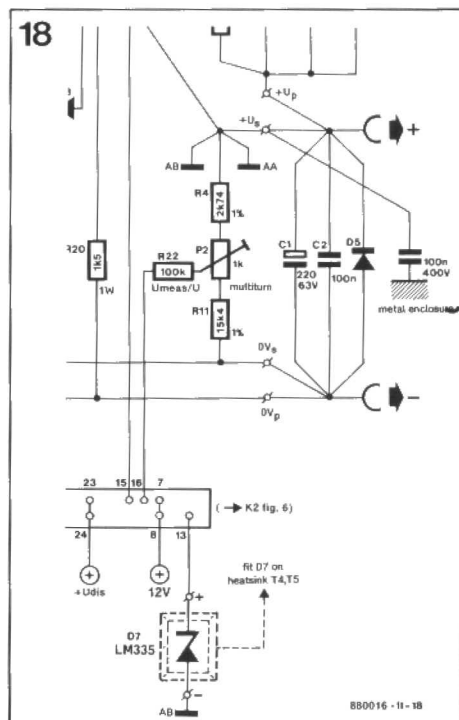 18
+Up
+Us
+
AB
AA
R4
2k74
1%
R20
1k5
1W
R22
100k
Umeas/U
P2
1k
multiturn
R11
15k4
1%
C1
220
63V
C2
100n
D5
100n
400V
metal enclosure
0Vs
0Vp
-
23
15
16
7
( → K2 fig. 6)
24
8
13
+
+Udis
+
12V
fit D7 on
heatsink T4,T5
+
D7
LM335
-
AB
880016 - II - 18